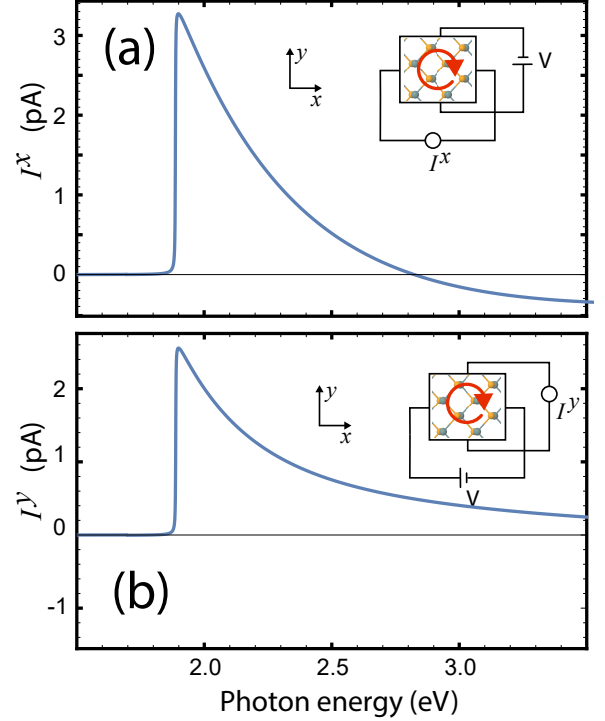 (a)
I^x (pA)
3
2
1
0
y
x
V
I^x
(b)
I^y (pA)
2
1
0
-1
y
x
I^y
V
2.0 2.5 3.0
Photon energy (eV)